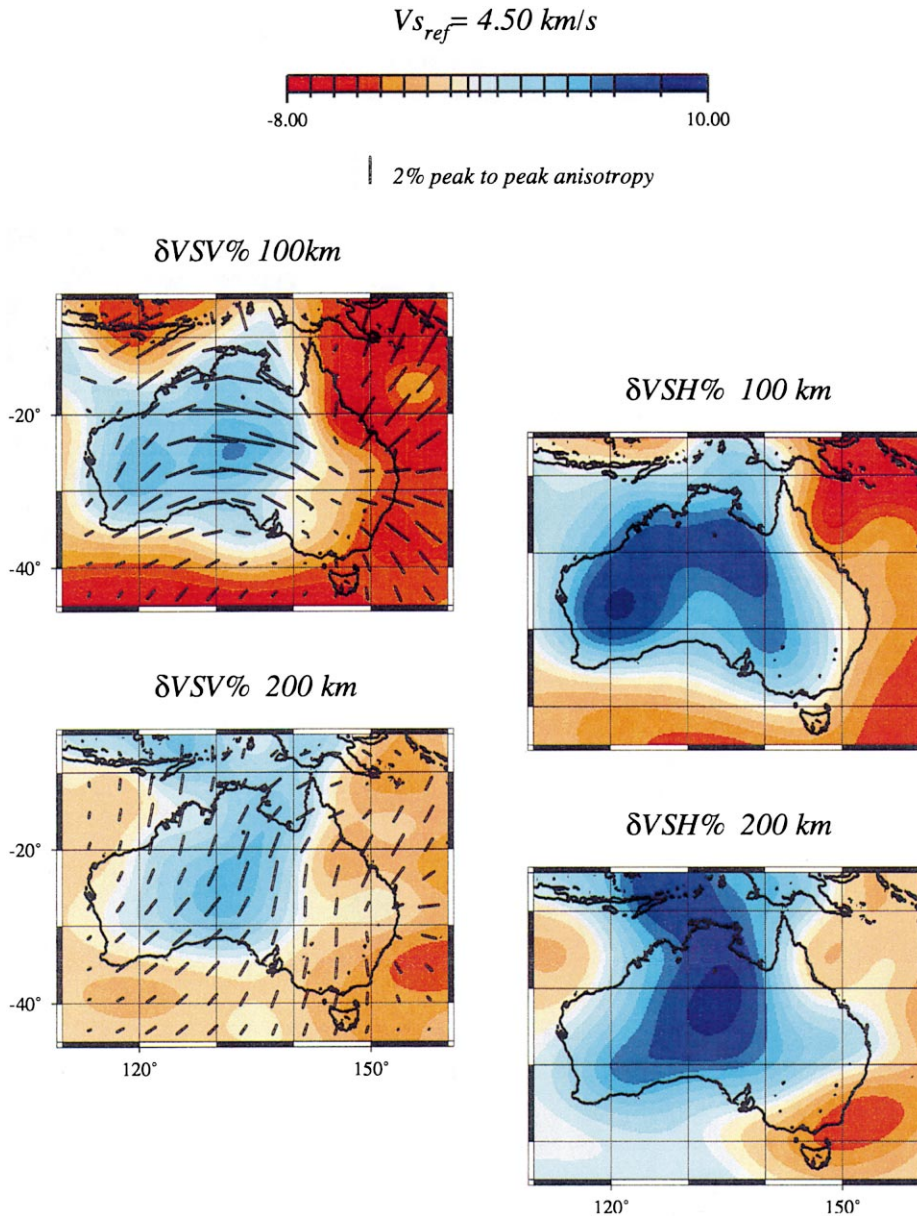 Vs_ref= 4.50 km/s
-8.00 10.00
2% peak to peak anisotropy
δVSV% 100km
-20°
-40°
δVSH% 100 km
δVSV% 200 km
-20°
-40°
120° 150°
δVSH% 200 km
120° 150°